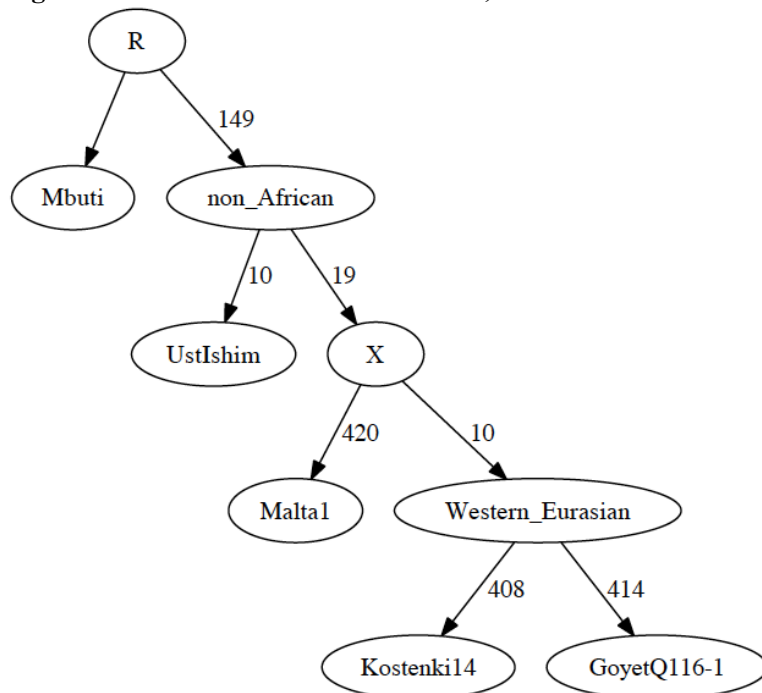 R
149
Mbuti
non_African
10
19
UstIshim
X
420
10
Malta1
Western_Eurasian
408
414
Kostenki14
GoyetQ116-1